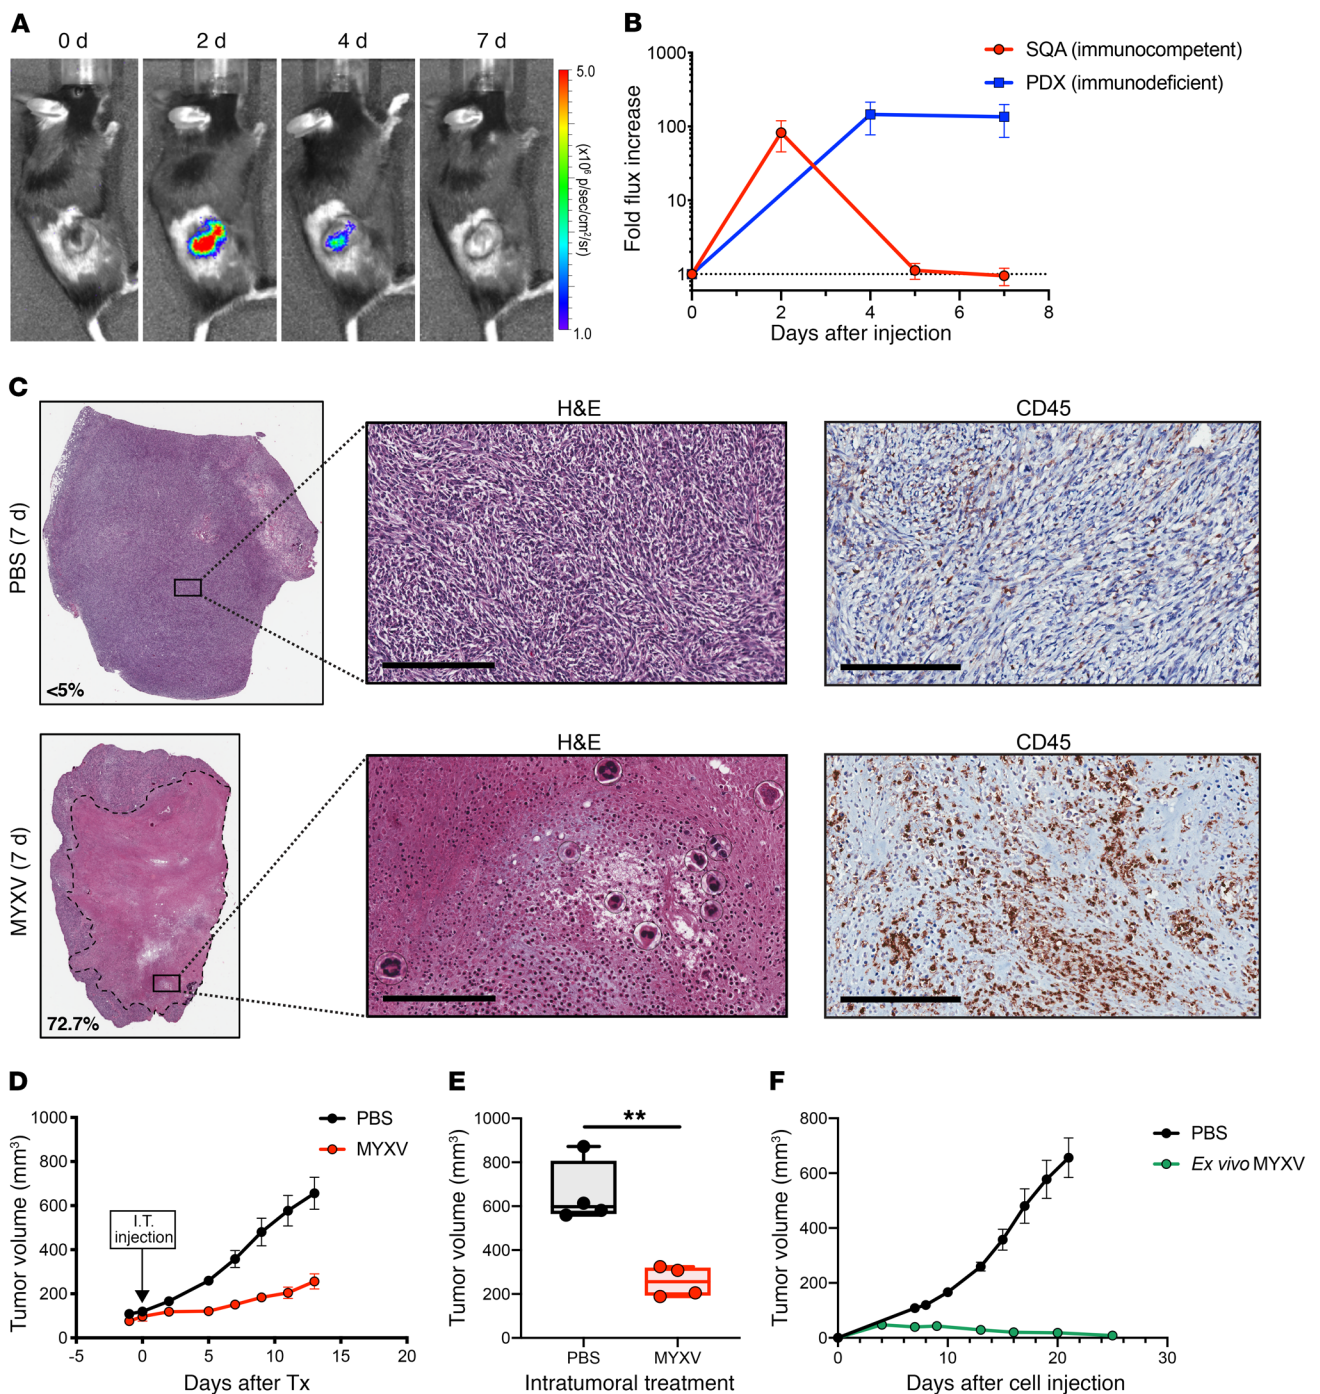 A
0 d
2 d
4 d
7 d
5.0
(x10⁶ p/sec/cm²/sr)
1.0
B
SQA (immunocompetent)
PDX (immunodeficient)
1000
100
10
1
Fold flux increase
0
2
4
6
8
Days after injection
C
PBS (7 d)
<5%
H&E
CD45
MYXV (7 d)
72.7%
H&E
CD45
D
PBS
MYXV
I.T.
injection
1000
800
600
400
200
0
Tumor volume (mm³)
-5
0
5
10
15
20
Days after Tx
E
**
1000
800
600
400
200
0
Tumor volume (mm³)
PBS
MYXV
Intratumoral treatment
F
PBS
Ex vivo MYXV
800
600
400
200
0
Tumor volume (mm³)
0
10
20
30
Days after cell injection